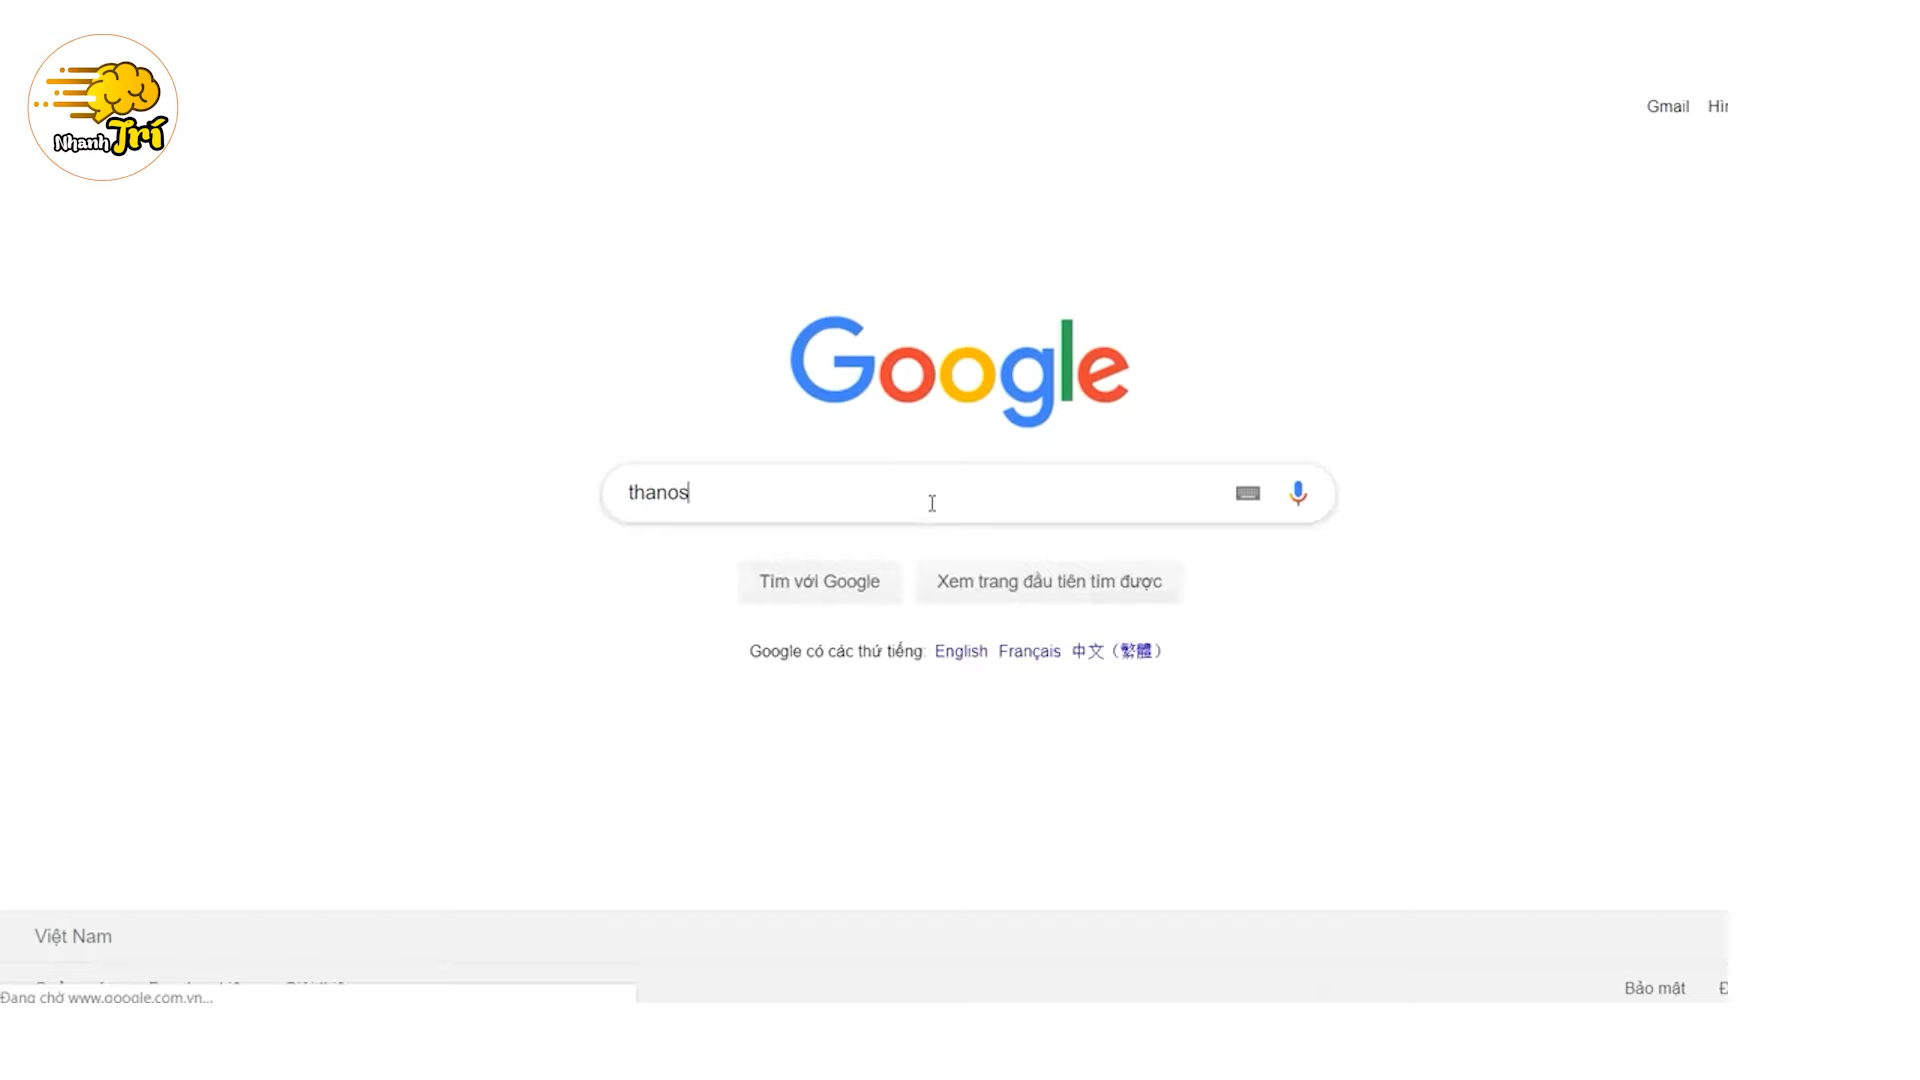 Nhanh Trí
Gmail
Google
thanos
Tìm với Google
Xem trang đầu tiên tìm được
Google có các thứ tiếng: English Français 中文（繁體）
Việt Nam
Bảo mật
Đang chờ www.google.com.vn...